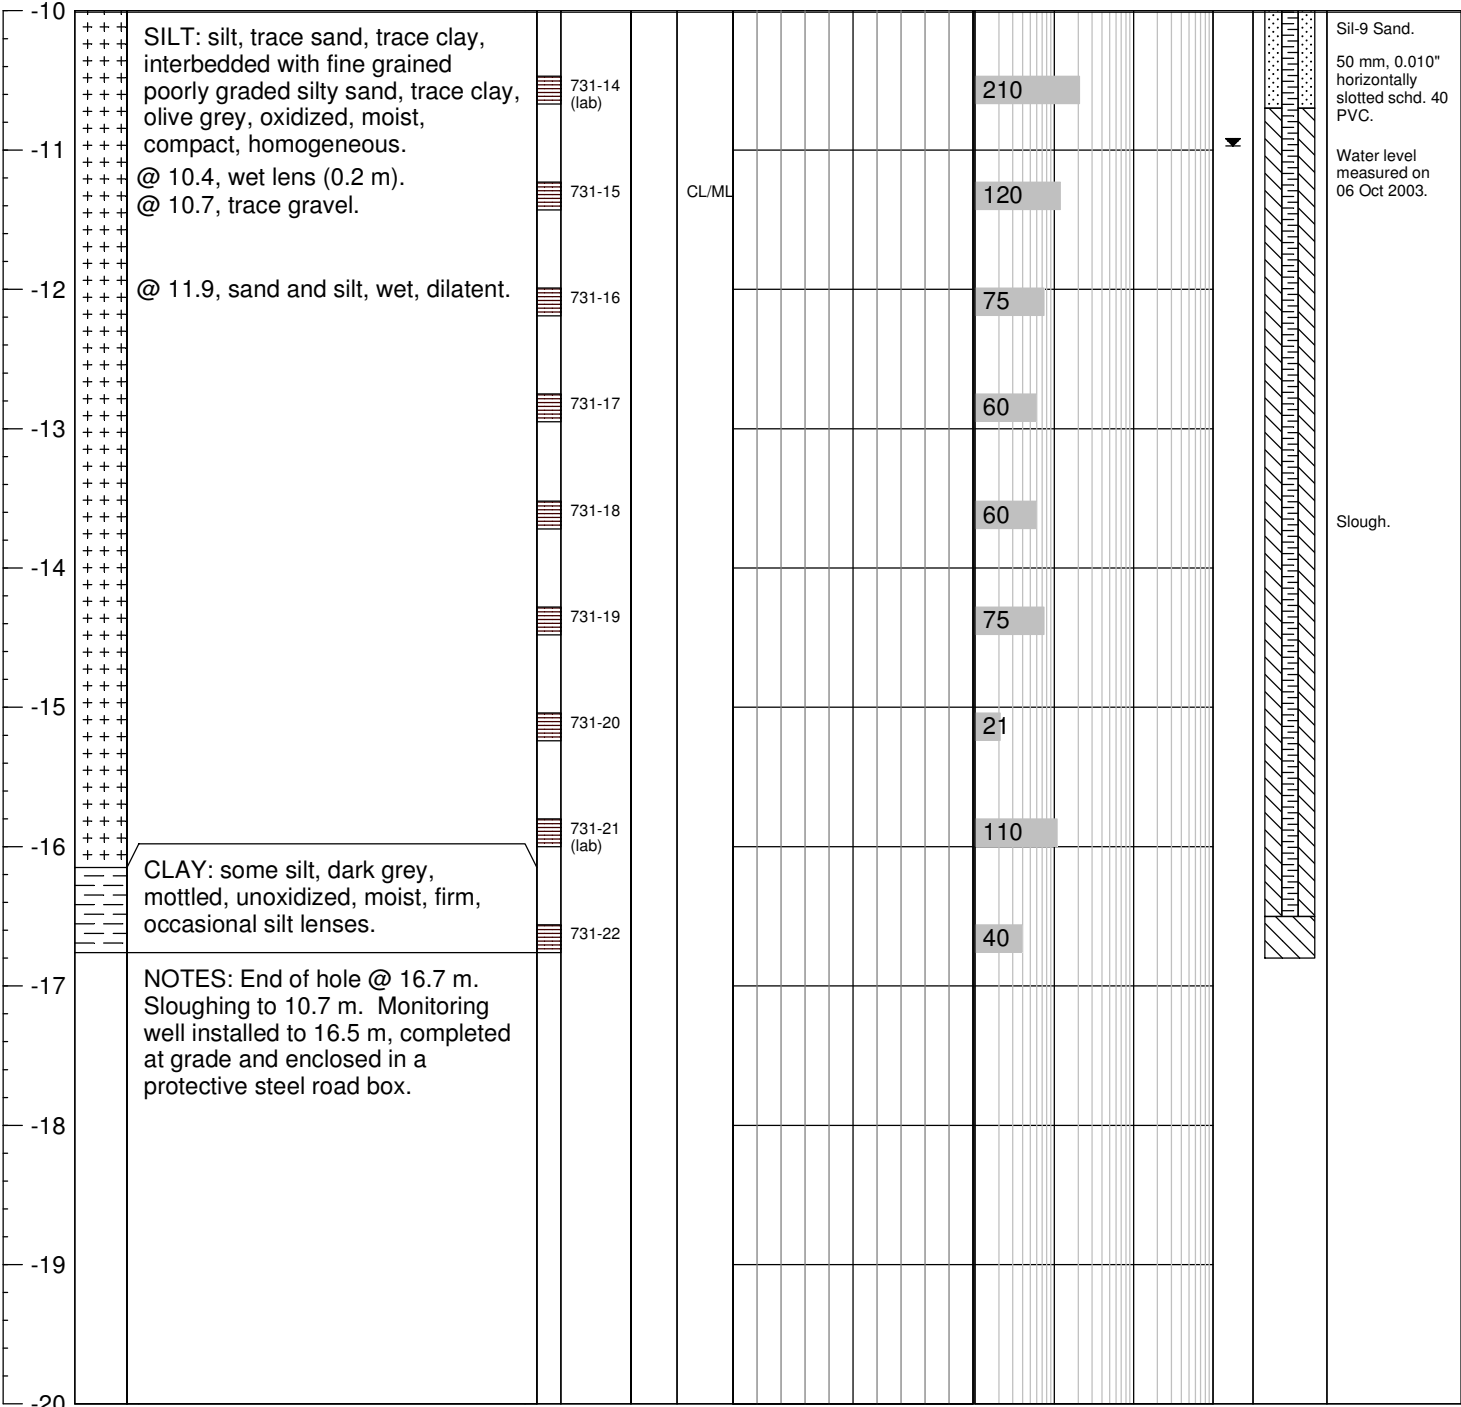 -10
SILT: silt, trace sand, trace clay,
interbedded with fine grained
poorly graded silty sand, trace clay,
olive grey, oxidized, moist,
compact, homogeneous.
@ 10.4, wet lens (0.2 m).
@ 10.7, trace gravel.
@ 11.9, sand and silt, wet, dilatent.
CLAY: some silt, dark grey,
mottled, unoxidized, moist, firm,
occasional silt lenses.
NOTES: End of hole @ 16.7 m.
Sloughing to 10.7 m. Monitoring
well installed to 16.5 m, completed
at grade and enclosed in a
protective steel road box.
-11
-12
-13
-14
-15
-16
-17
-18
-19
-20
731-14
(lab)
731-15
731-16
731-17
731-18
731-19
731-20
731-21
(lab)
731-22
CL/ML
210
120
75
60
60
75
21
110
40
Sil-9 Sand.
50 mm, 0.010"
horizontally
slotted schd. 40
PVC.
Water level
measured on
06 Oct 2003.
Slough.